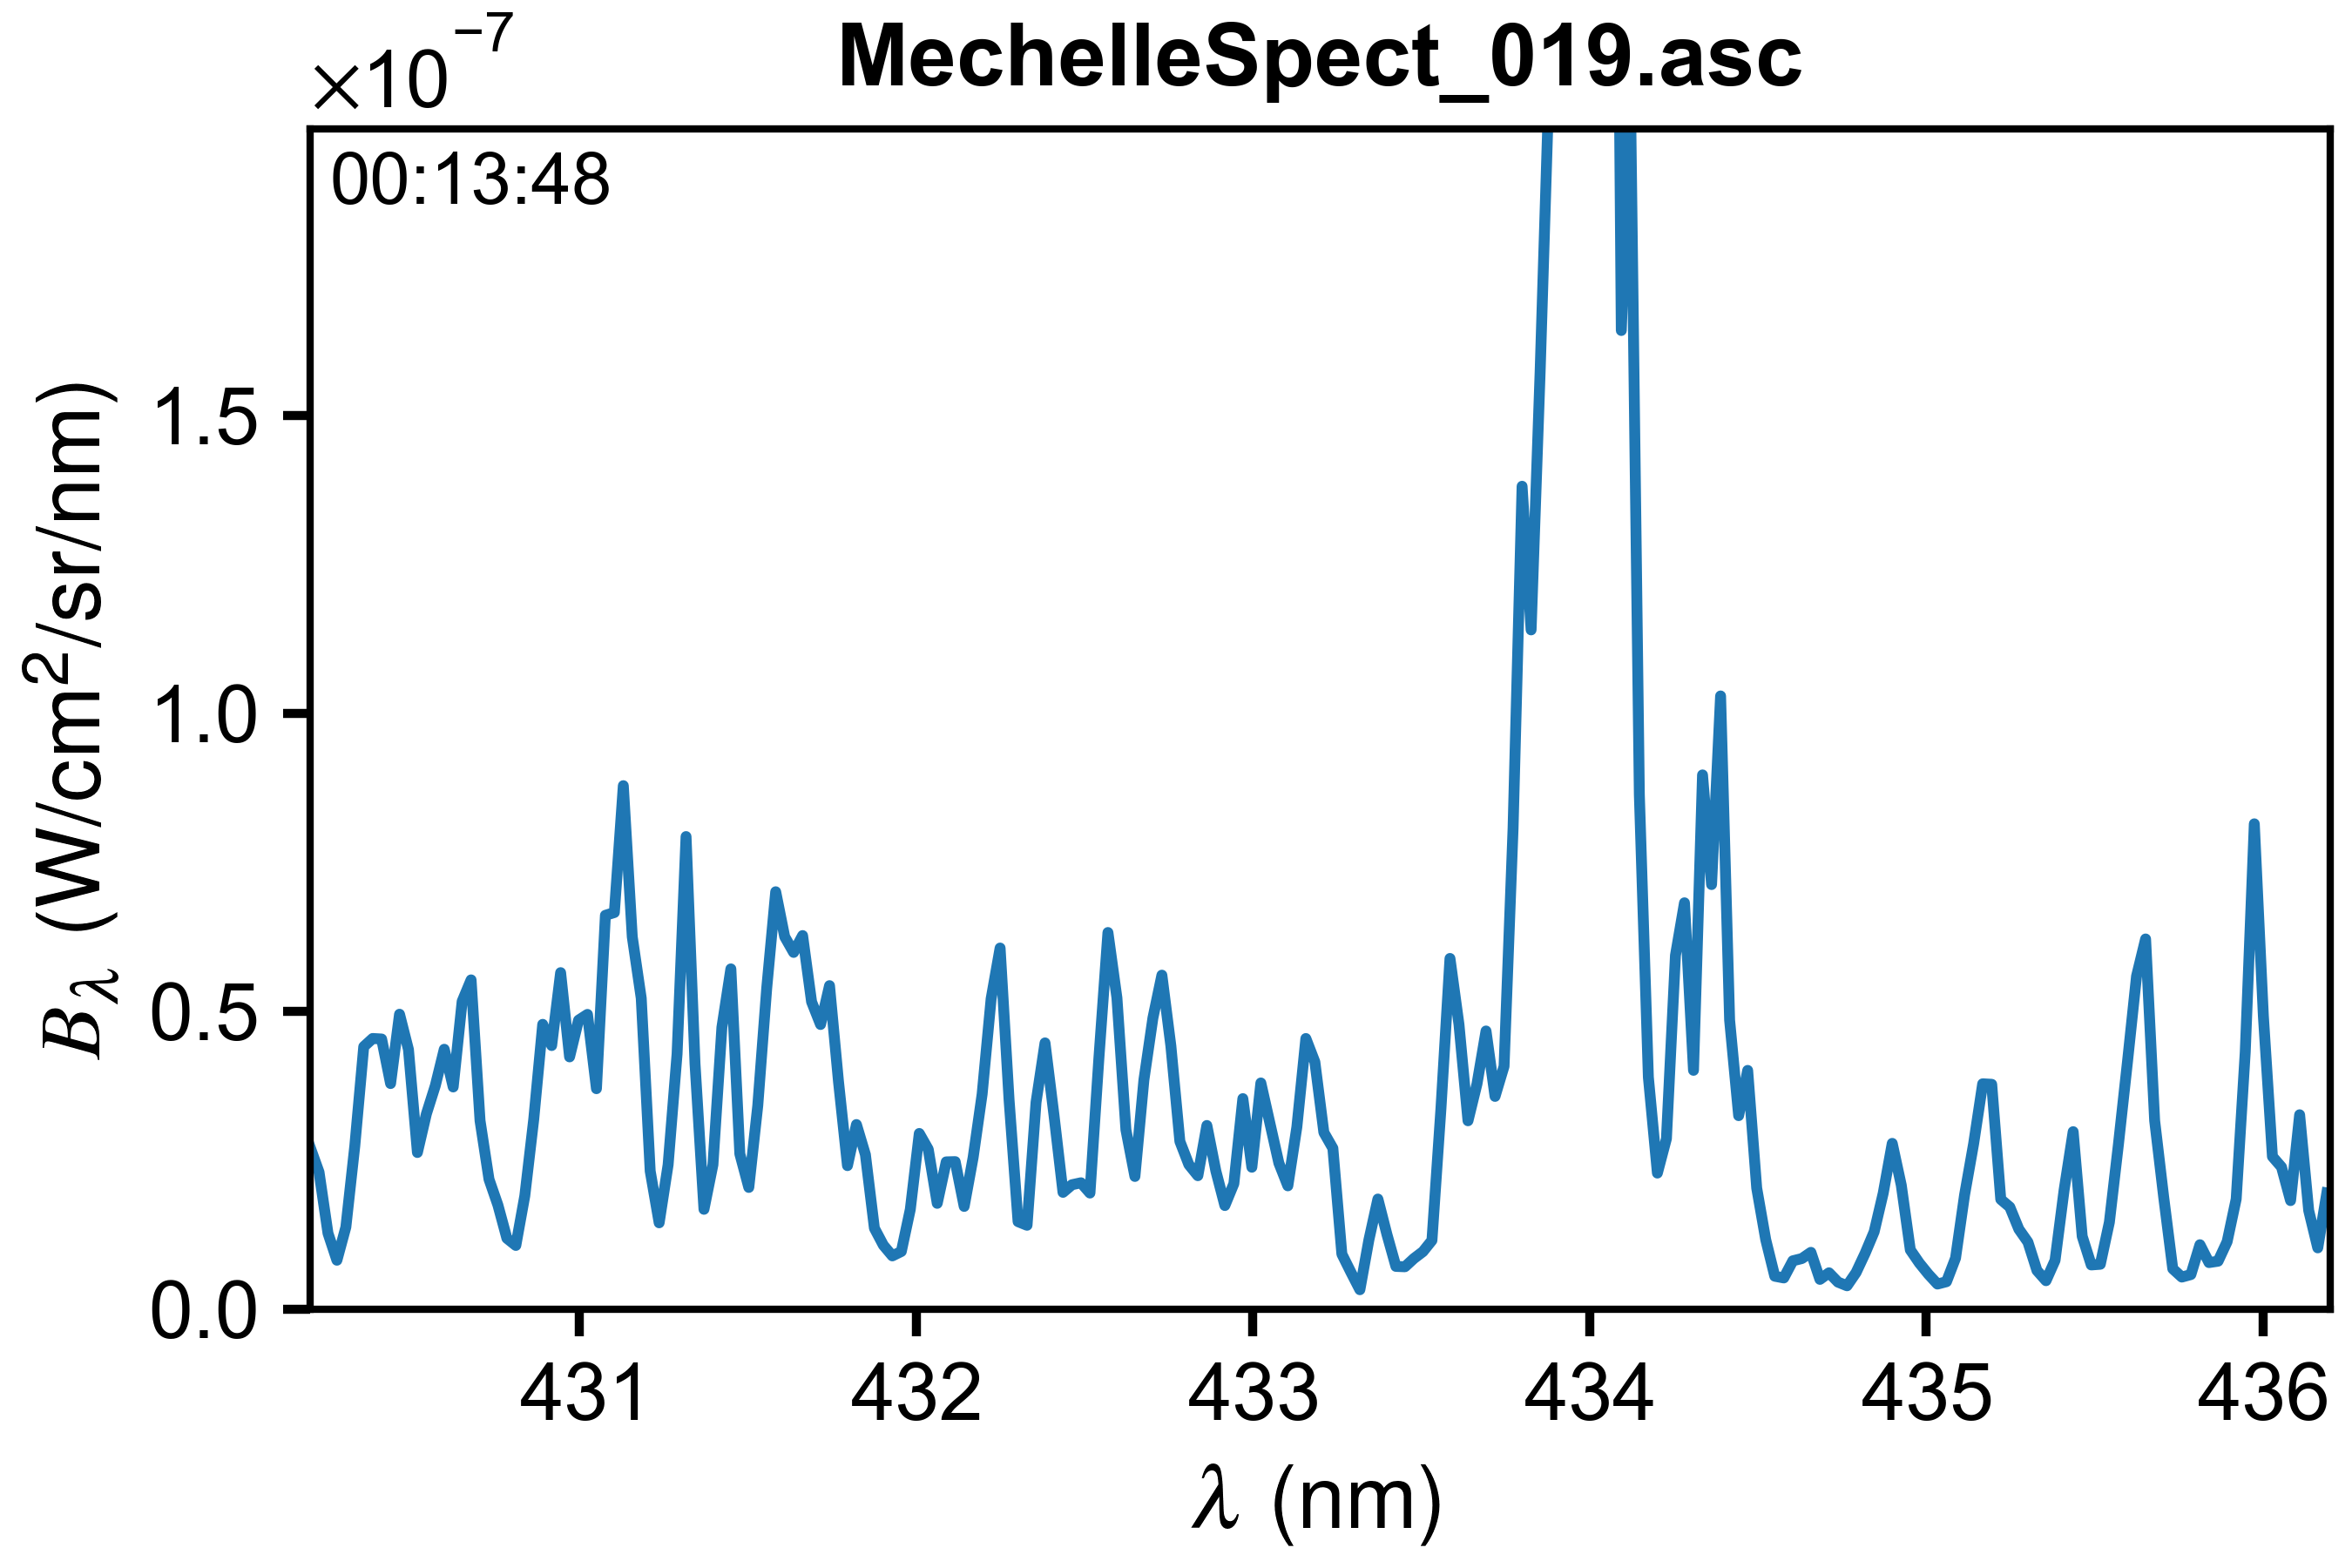 ×10⁻⁷
MechelleSpect_019.asc
00:13:48
1.5
1.0
0.5
0.0
B_λ (W/cm²/sr/nm)
431 432 433 434 435 436
λ (nm)